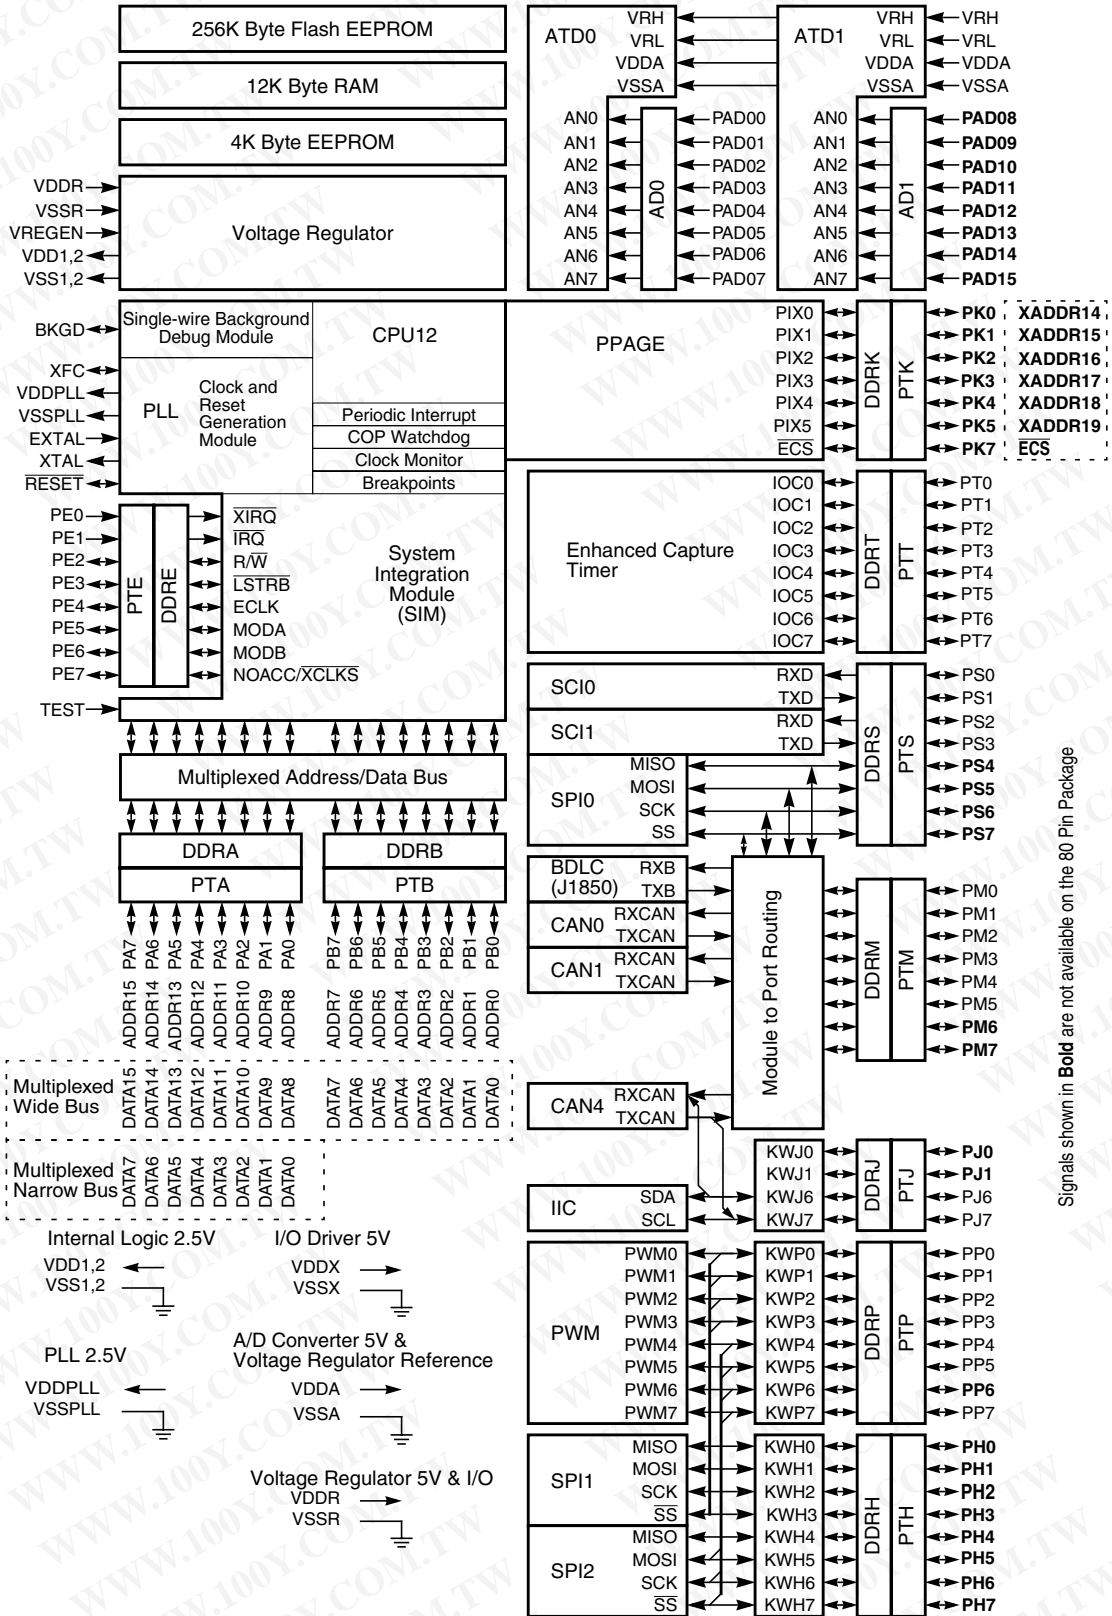 256K Byte Flash EEPROM
12K Byte RAM
4K Byte EEPROM
VDDR
VSSR
VREGEN
VDD1,2
VSS1,2
Voltage Regulator
ATD0
VRH
VRL
VDDA
VSSA
AN0
AN1
AN2
AN3
AN4
AN5
AN6
AN7
AD0
PAD00
PAD01
PAD02
PAD03
PAD04
PAD05
PAD06
PAD07
ATD1
VRH
VRL
VDDA
VSSA
VRH
VRL
VDDA
VSSA
AN0
AN1
AN2
AN3
AN4
AN5
AN6
AN7
AD1
PAD08
PAD09
PAD10
PAD11
PAD12
PAD13
PAD14
PAD15
BKGD
XFC
VDDPLL
VSSPLL
EXTAL
XTAL
RESET
Single-wire Background
Debug Module
CPU12
PLL
Clock and
Reset
Generation
Module
Periodic Interrupt
COP Watchdog
Clock Monitor
Breakpoints
PPAGE
PIX0
PIX1
PIX2
PIX3
PIX4
PIX5
ECS
DDRK
PTK
PK0 XADDR14
PK1 XADDR15
PK2 XADDR16
PK3 XADDR17
PK4 XADDR18
PK5 XADDR19
PK7 ECS
PE0
PE1
PE2
PE3
PE4
PE5
PE6
PE7
TEST
PTE
DDRE
XIRQ
IRQ
R/W
LSTRB
ECLK
MODA
MODB
NOACC/XCLKS
System
Integration
Module
(SIM)
Enhanced Capture
Timer
IOC0
IOC1
IOC2
IOC3
IOC4
IOC5
IOC6
IOC7
DDRT
PTT
PT0
PT1
PT2
PT3
PT4
PT5
PT6
PT7
SCI0
RXD
TXD
SCI1
RXD
TXD
SPI0
MISO
MOSI
SCK
SS
DDRS
PTS
PS0
PS1
PS2
PS3
PS4
PS5
PS6
PS7
Multiplexed Address/Data Bus
DDRA
PTA
DDRB
PTB
PA7
PA6
PA5
PA4
PA3
PA2
PA1
PA0
PB7
PB6
PB5
PB4
PB3
PB2
PB1
PB0
ADDR15
ADDR14
ADDR13
ADDR12
ADDR11
ADDR10
ADDR9
ADDR8
ADDR7
ADDR6
ADDR5
ADDR4
ADDR3
ADDR2
ADDR1
ADDR0
Multiplexed
Wide Bus
DATA15
DATA14
DATA13
DATA12
DATA11
DATA10
DATA9
DATA8
DATA7
DATA6
DATA5
DATA4
DATA3
DATA2
DATA1
DATA0
Multiplexed
Narrow Bus
DATA7
DATA6
DATA5
DATA4
DATA3
DATA2
DATA1
DATA0
BDLC
(J1850)
RXB
TXB
CAN0
RXCAN
TXCAN
CAN1
RXCAN
TXCAN
CAN4
RXCAN
TXCAN
Module to Port Routing
DDRM
PTM
PM0
PM1
PM2
PM3
PM4
PM5
PM6
PM7
Signals shown in Bold are not available on the 80 Pin Package
IIC
SDA
SCL
KWJ0
KWJ1
KWJ6
KWJ7
DDRJ
PTJ
PJ0
PJ1
PJ6
PJ7
Internal Logic 2.5V
VDD1,2
VSS1,2
I/O Driver 5V
VDDX
VSSX
PLL 2.5V
VDDPLL
VSSPLL
A/D Converter 5V &
Voltage Regulator Reference
VDDA
VSSA
Voltage Regulator 5V & I/O
VDDR
VSSR
PWM
PWM0
PWM1
PWM2
PWM3
PWM4
PWM5
PWM6
PWM7
KWP0
KWP1
KWP2
KWP3
KWP4
KWP5
KWP6
KWP7
DDRP
PTP
PP0
PP1
PP2
PP3
PP4
PP5
PP6
PP7
SPI1
MISO
MOSI
SCK
SS
SPI2
MISO
MOSI
SCK
SS
KWH0
KWH1
KWH2
KWH3
KWH4
KWH5
KWH6
KWH7
DDRH
PTH
PH0
PH1
PH2
PH3
PH4
PH5
PH6
PH7
WWW.100Y.COM.TW